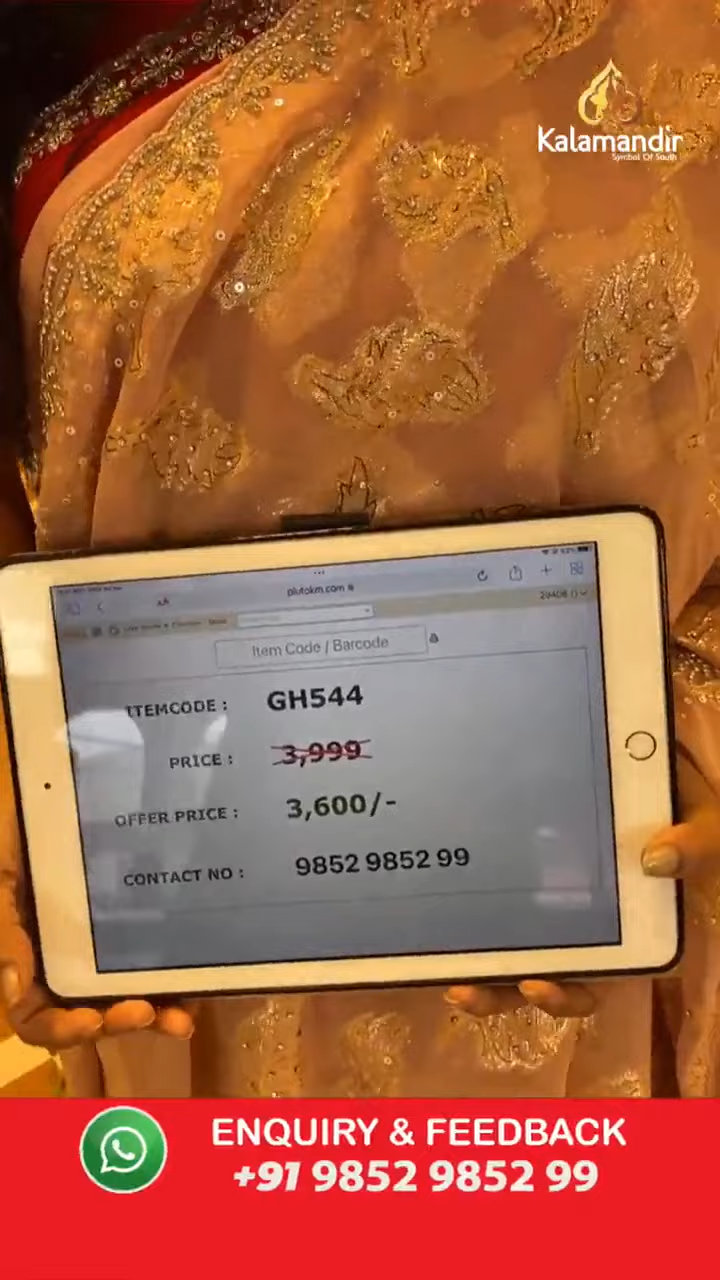 Kalamandir
Symbol Of South
plutokm.com
29406
Item Code / Barcode
ITEMCODE : GH544
PRICE : 3,999
OFFER PRICE : 3,600/-
CONTACT NO : 9852 9852 99
ENQUIRY & FEEDBACK
+91 9852 9852 99